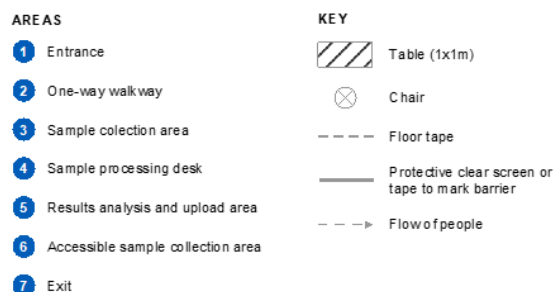 AREAS
1 Entrance
2 One-way walkway
3 Sample colection area
4 Sample processing desk
5 Results analysis and upload area
6 Accessible sample collection area
7 Exit
KEY
Table (1x1m)
Chair
Floor tape
Protective clear screen or
tape to mark barrier
Flow of people